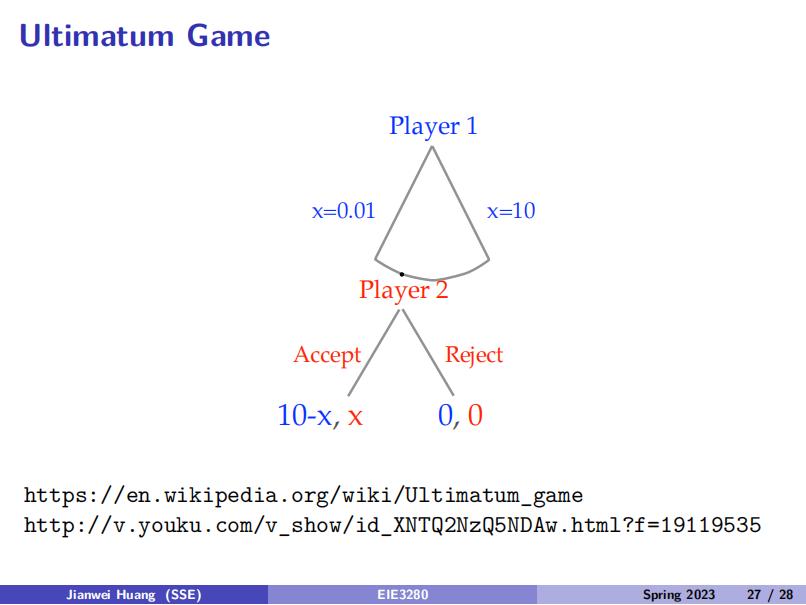 Ultimatum Game
Player 1
x=0.01
x=10
Player 2
Accept
Reject
10-x, x
0, 0
https://en.wikipedia.org/wiki/Ultimatum_game
http://v.youku.com/v_show/id_XNTQ2NzQ5NDAw.html?f=19119535
Jianwei Huang (SSE) EIE3280 Spring 2023 27 / 28